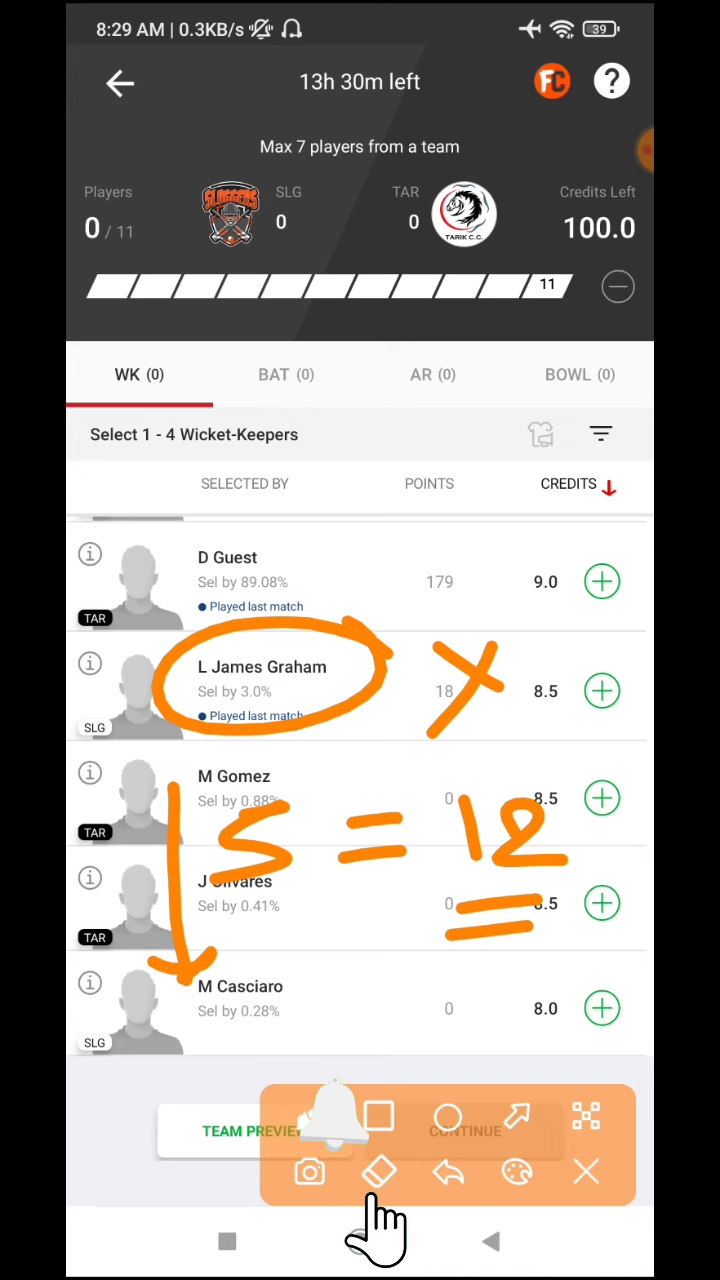 8:29 AM | 0.3KB/s 39
13h 30m left FC ?
Max 7 players from a team
Players SLG TAR Credits Left
0 / 11 SLOGGERS 0 0 TARIK C.C. 100.0
11
WK (0) BAT (0) AR (0) BOWL (0)
Select 1 - 4 Wicket-Keepers
SELECTED BY POINTS CREDITS
D Guest
Sel by 89.08% 179 9.0
Played last match
TAR
L James Graham
Sel by 3.0% 18 8.5
Played last match
SLG
M Gomez
Sel by 0.88% 0 8.5
TAR
5 = 12
J Olivares
Sel by 0.41% 0 8.5
TAR
M Casciaro
Sel by 0.28% 0 8.0
SLG
TEAM PREVIEW CONTINUE